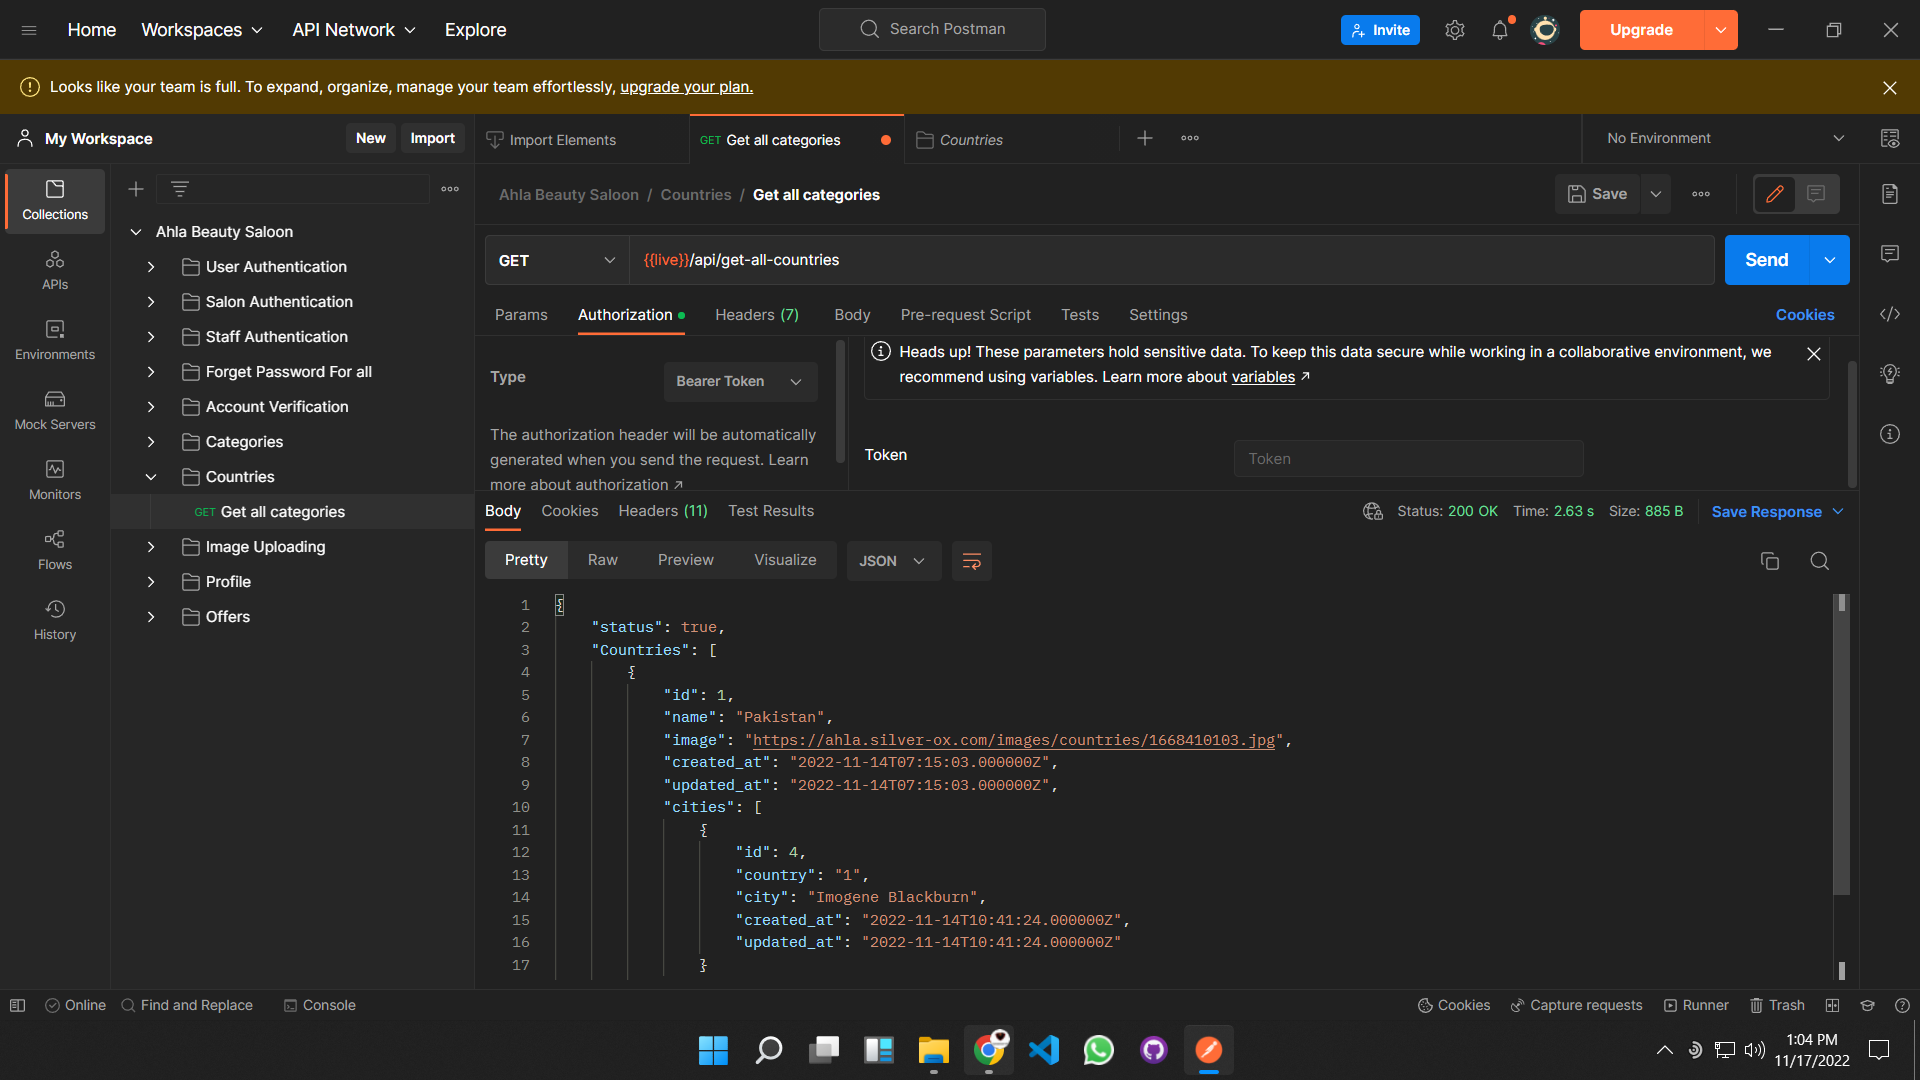 Home Workspaces API Network Explore Search Postman Invite Upgrade
Looks like your team is full. To expand, organize, manage your team effortlessly, upgrade your plan.
My Workspace New Import
Import Elements GET Get all categories Countries No Environment
Collections
APIs
Environments
Mock Servers
Monitors
Flows
History
Ahla Beauty Saloon
User Authentication
Salon Authentication
Staff Authentication
Forget Password For all
Account Verification
Categories
Countries
GET Get all categories
Image Uploading
Profile
Offers
Ahla Beauty Saloon / Countries / Get all categories Save
GET {{live}}/api/get-all-countries Send
Params Authorization Headers (7) Body Pre-request Script Tests Settings Cookies
Type Bearer Token
The authorization header will be automatically
generated when you send the request. Learn
more about authorization ↗
Heads up! These parameters hold sensitive data. To keep this data secure while working in a collaborative environment, we
recommend using variables. Learn more about variables ↗
Token Token
Body Cookies Headers (11) Test Results Status: 200 OK Time: 2.63 s Size: 885 B Save Response
Pretty Raw Preview Visualize JSON
1 {
2 "status": true,
3 "Countries": [
4 {
5 "id": 1,
6 "name": "Pakistan",
7 "image": "https://ahla.silver-ox.com/images/countries/1668410103.jpg",
8 "created_at": "2022-11-14T07:15:03.000000Z",
9 "updated_at": "2022-11-14T07:15:03.000000Z",
10 "cities": [
11 {
12 "id": 4,
13 "country": "1",
14 "city": "Imogene Blackburn",
15 "created_at": "2022-11-14T10:41:24.000000Z",
16 "updated_at": "2022-11-14T10:41:24.000000Z"
17 }
Online Find and Replace Console Cookies Capture requests Runner Trash
1:04 PM
11/17/2022